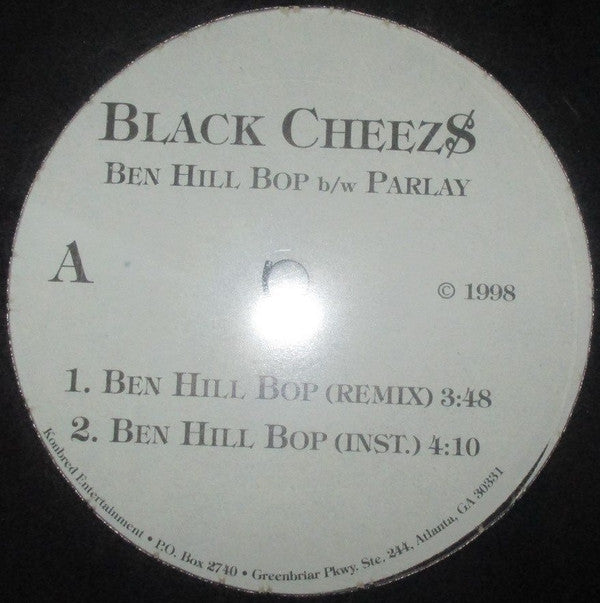 BLACK CHEEZ$
BEN HILL BOP b/w PARLAY
A
© 1998
1. BEN HILL BOP (REMIX) 3:48
2. BEN HILL BOP (INST.) 4:10
Konbred Entertainment • P.O. Box 2740 • Greenbriar Pkwy. Ste. 244, Atlanta, GA 30331